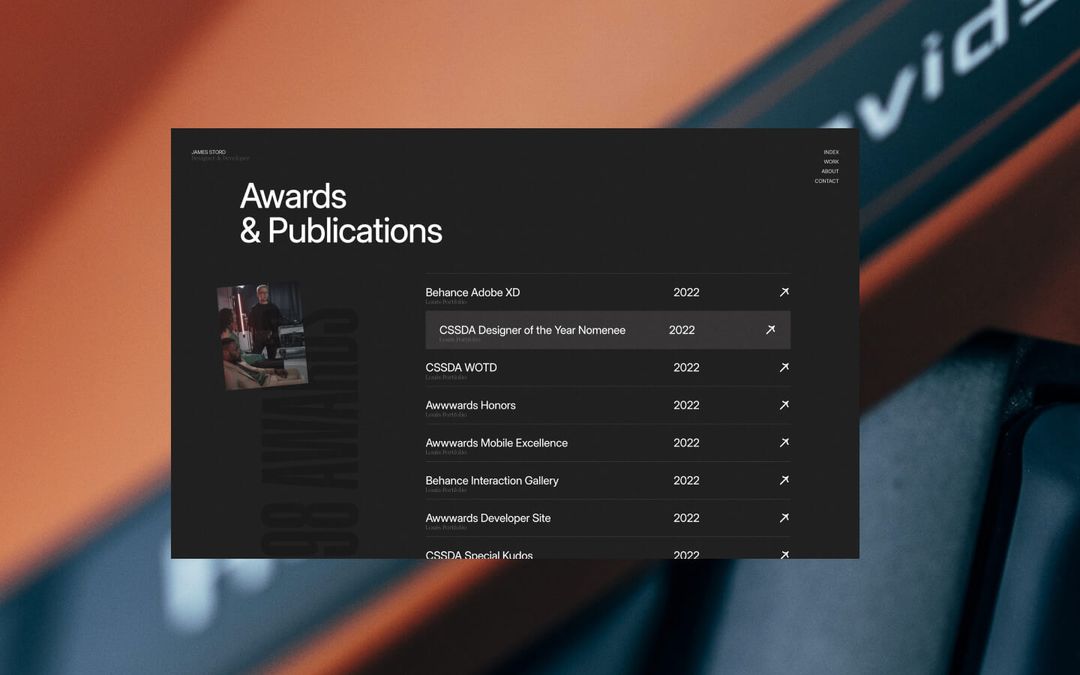 JAMES STORD
Designer & Developer
INDEX
WORK
ABOUT
CONTACT
Awards
& Publications
98 AWARDS
Behance Adobe XD 2022
Louis Portfolio
CSSDA Designer of the Year Nomenee 2022
Louis Portfolio
CSSDA WOTD 2022
Louis Portfolio
Awwwards Honors 2022
Louis Portfolio
Awwwards Mobile Excellence 2022
Louis Portfolio
Behance Interaction Gallery 2022
Louis Portfolio
Awwwards Developer Site 2022
Louis Portfolio
CSSDA Special Kudos 2022